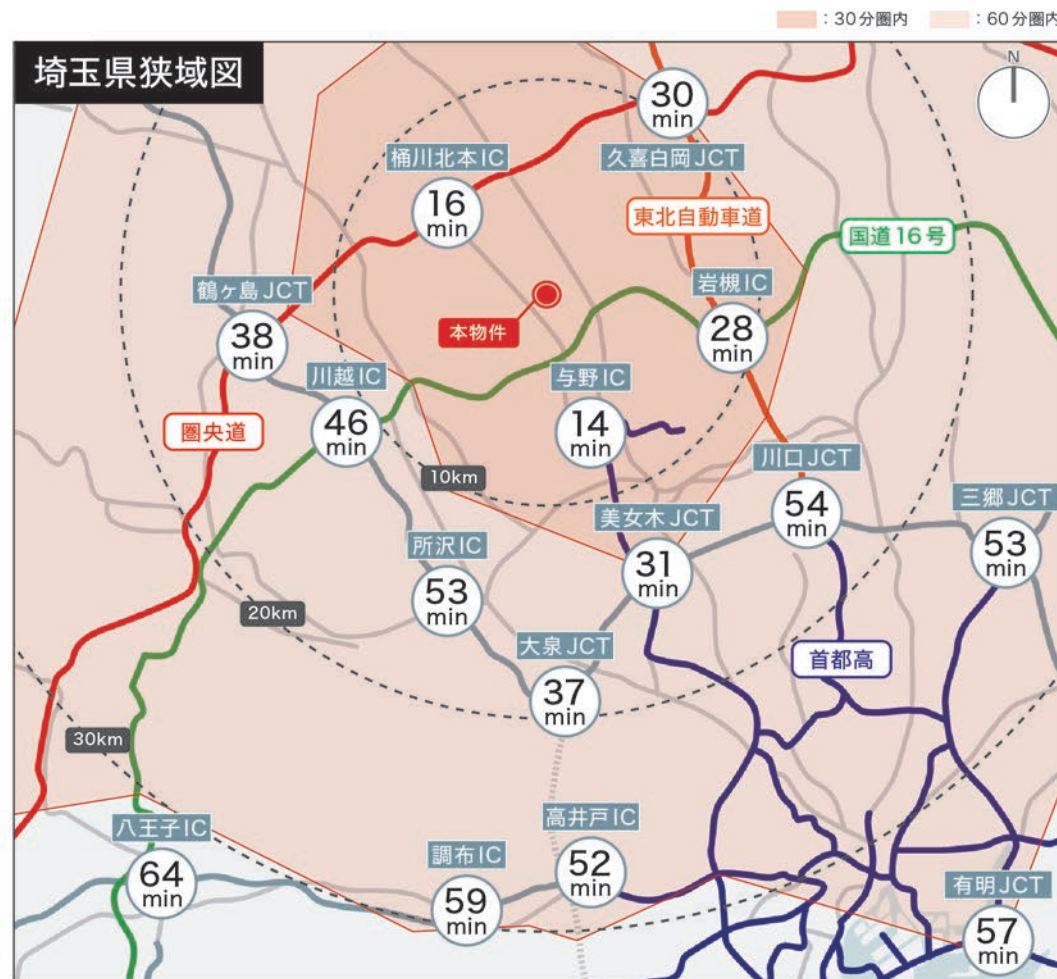 ：30分圏内
：60分圏内
埼玉県狭域図
N
30
min
久喜白岡JCT
桶川北本IC
16
min
東北自動車道
国道16号
鶴ヶ島JCT
38
min
本物件
岩槻IC
28
min
川越IC
46
min
与野IC
14
min
圏央道
10km
川口JCT
54
min
三郷JCT
53
min
美女木JCT
31
min
所沢IC
53
min
20km
大泉JCT
37
min
首都高
30km
八王子IC
64
min
調布IC
59
min
高井戸IC
52
min
有明JCT
57
min